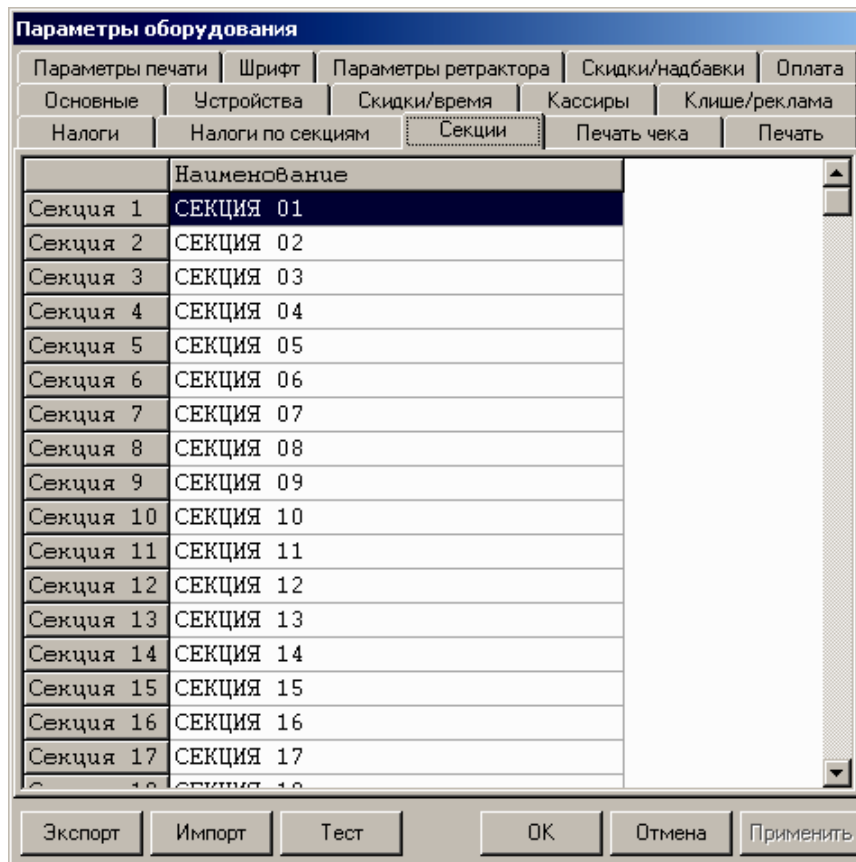 Параметры оборудования
Параметры печати Шрифт Параметры ретрактора Скидки/надбавки Оплата
Основные Устройства Скидки/время Кассиры Клише/реклама
Налоги Налоги по секциям Секции Печать чека Печать
Наименование
Секция 1 СЕКЦИЯ 01
Секция 2 СЕКЦИЯ 02
Секция 3 СЕКЦИЯ 03
Секция 4 СЕКЦИЯ 04
Секция 5 СЕКЦИЯ 05
Секция 6 СЕКЦИЯ 06
Секция 7 СЕКЦИЯ 07
Секция 8 СЕКЦИЯ 08
Секция 9 СЕКЦИЯ 09
Секция 10 СЕКЦИЯ 10
Секция 11 СЕКЦИЯ 11
Секция 12 СЕКЦИЯ 12
Секция 13 СЕКЦИЯ 13
Секция 14 СЕКЦИЯ 14
Секция 15 СЕКЦИЯ 15
Секция 16 СЕКЦИЯ 16
Секция 17 СЕКЦИЯ 17
Экспорт Импорт Тест OK Отмена Применить